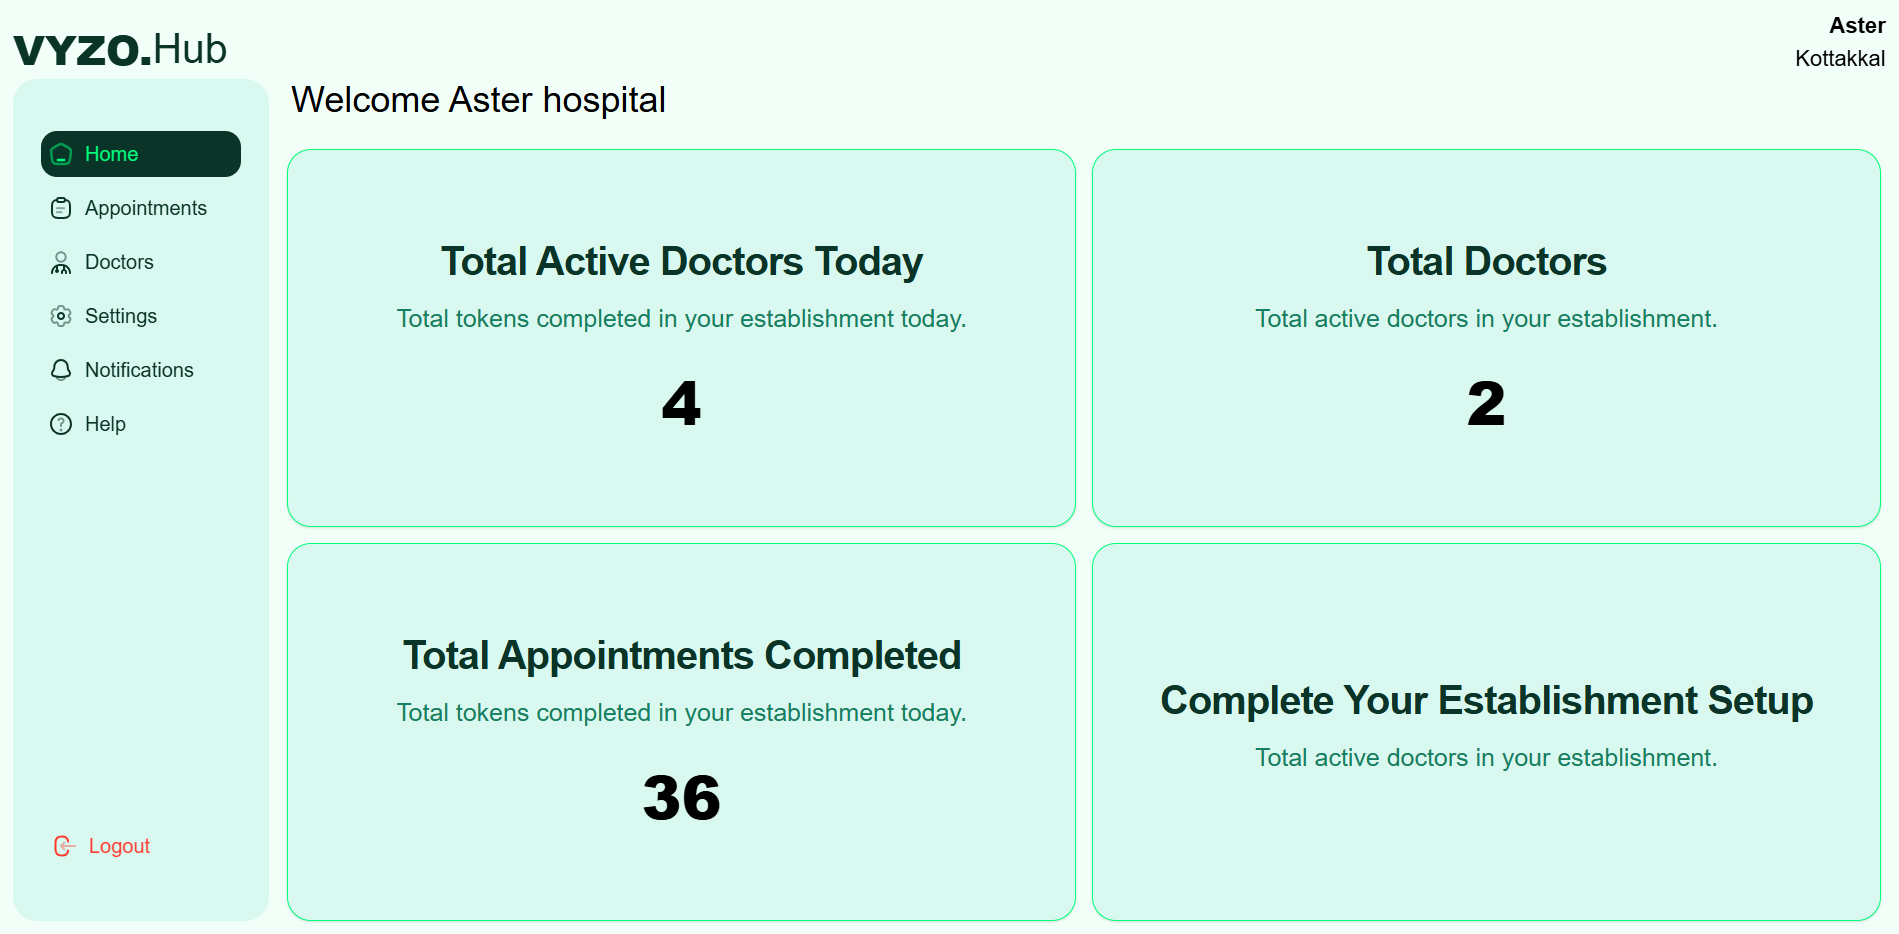 VYZO.Hub
Aster
Kottakkal
Welcome Aster hospital
Home
Appointments
Doctors
Settings
Notifications
Help
Logout
Total Active Doctors Today
Total tokens completed in your establishment today.
4
Total Doctors
Total active doctors in your establishment.
2
Total Appointments Completed
Total tokens completed in your establishment today.
36
Complete Your Establishment Setup
Total active doctors in your establishment.